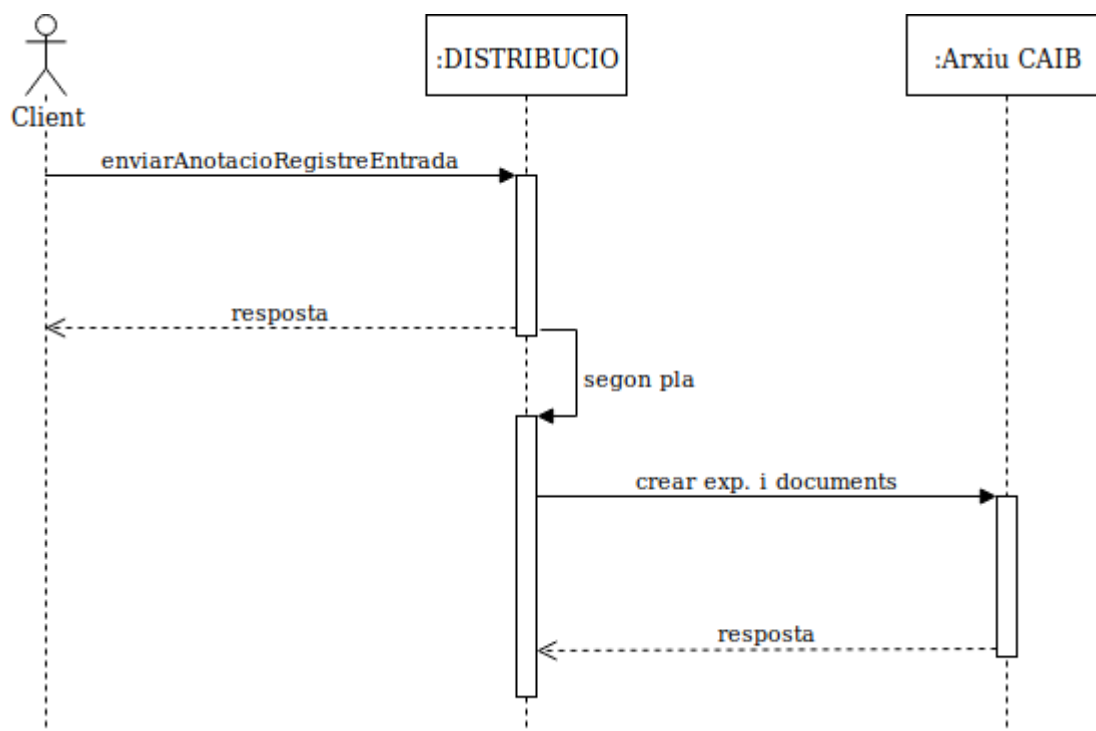 :DISTRIBUCIO
:Arxiu CAIB
Client
enviarAnotacioRegistreEntrada
resposta
segon pla
crear exp. i documents
resposta